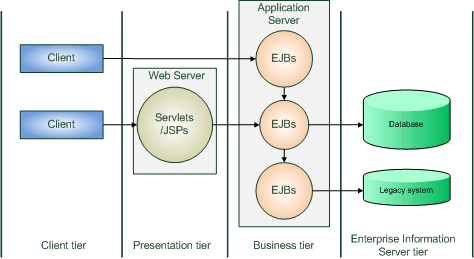 Application
Server
Client
EJBs
Web Server
Client
Servlets
/JSPs
EJBs
Database
EJBs
Legacy system
Client tier
Presentation tier
Business tier
Enterprise Information
Server tier